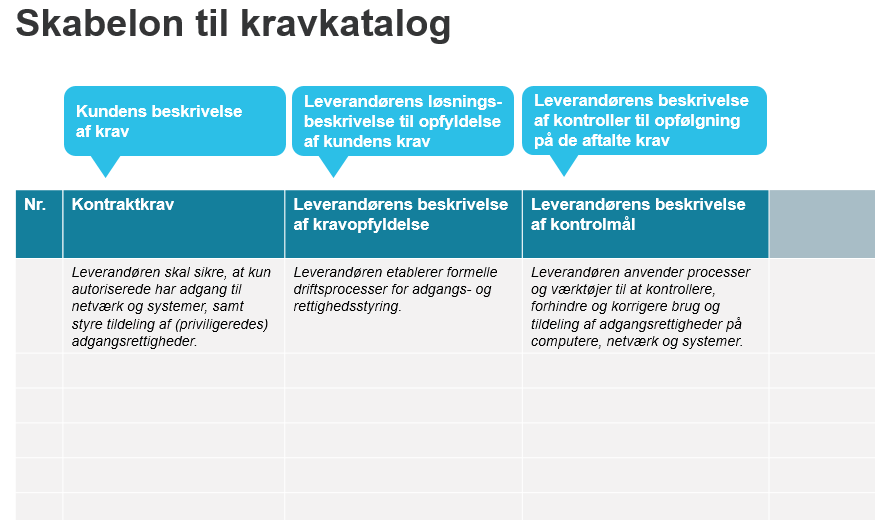 Skabelon til kravkatalog
Kundens beskrivelse
af krav
Leverandørens løsnings-
beskrivelse til opfyldelse
af kundens krav
Leverandørens beskrivelse
af kontroller til opfølgning
på de aftalte krav
Nr.
Kontraktkrav
Leverandørens beskrivelse
af kravopfyldelse
Leverandørens beskrivelse
af kontrolmål
Leverandøren skal sikre, at kun
autoriserede har adgang til
netværk og systemer, samt
styre tildeling af (priviligeredes)
adgangsrettigheder.
Leverandøren etablerer formelle
driftsprocesser for adgangs- og
rettighedsstyring.
Leverandøren anvender processer
og værktøjer til at kontrollere,
forhindre og korrigere brug og
tildeling af adgangsrettigheder på
computere, netværk og systemer.